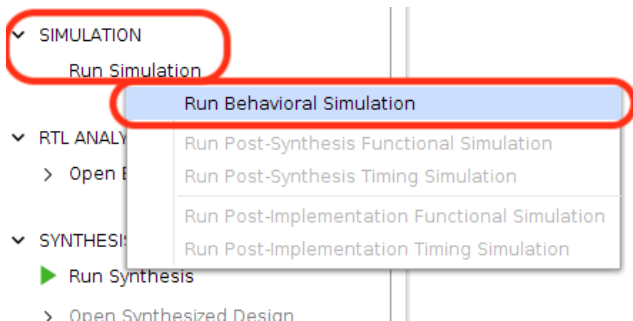 SIMULATION
Run Simulation
Run Behavioral Simulation
RTL ANALY
Run Post-Synthesis Functional Simulation
Open
Run Post-Synthesis Timing Simulation
Run Post-Implementation Functional Simulation
SYNTHESIS
Run Post-Implementation Timing Simulation
Run Synthesis
Open Synthesized Design